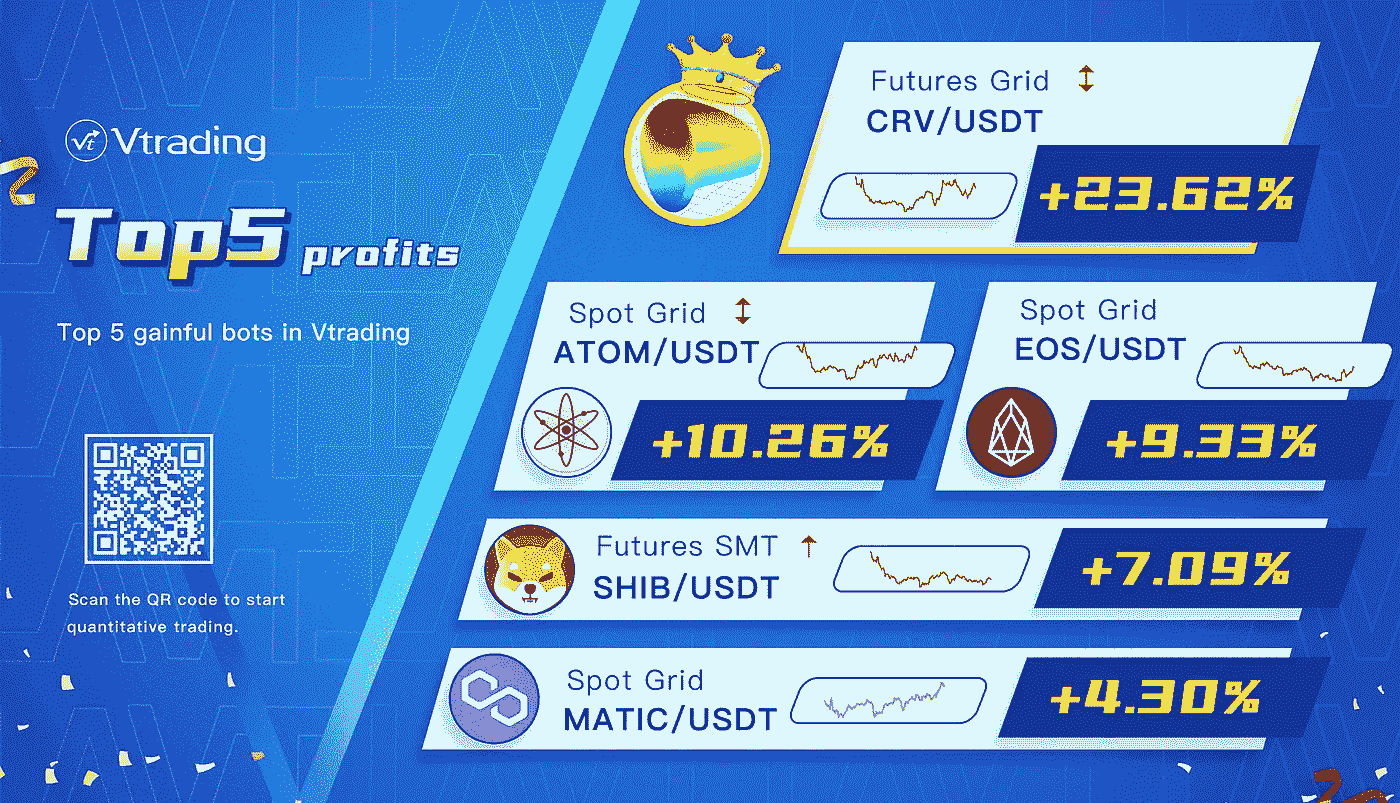 Vtrading
Top5 profits
Top 5 gainful bots in Vtrading
Scan the QR code to start
quantitative trading.
Futures Grid ↕
CRV/USDT
+23.62%
Spot Grid ↕
ATOM/USDT
+10.26%
Spot Grid
EOS/USDT
+9.33%
Futures SMT ↑
SHIB/USDT
+7.09%
Spot Grid
MATIC/USDT
+4.30%